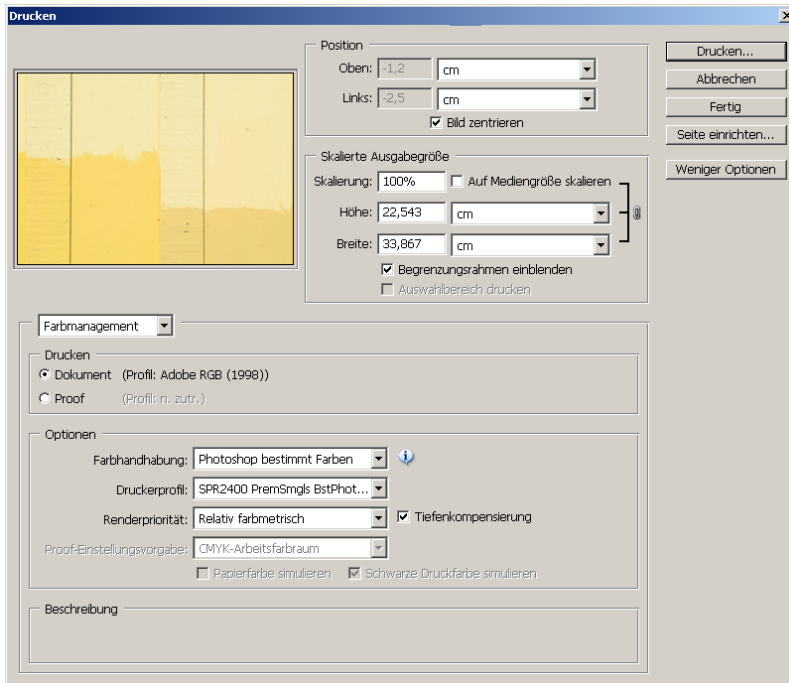 Drucken
Position
Oben: -1,2 cm
Links: -2,5 cm
Bild zentrieren
Drucken...
Abbrechen
Fertig
Seite einrichten...
Weniger Optionen
Skalierte Ausgabegröße
Skalierung: 100% Auf Mediengröße skalieren
Höhe: 22,543 cm
Breite: 33,867 cm
Begrenzungsrahmen einblenden
Auswahlbereich drucken
Farbmanagement
Drucken
Dokument (Profil: Adobe RGB (1998))
Proof (Profil: n. zutr.)
Optionen
Farbhandhabung: Photoshop bestimmt Farben
Druckerprofil: SPR2400 PremSmgls BstPhot...
Renderpriorität: Relativ farbmetrisch Tiefenkompensierung
Proof-Einstellungsvorgabe: CMYK-Arbeitsfarbraum
Papierfarbe simulieren Schwarze Druckfarbe simulieren
Beschreibung